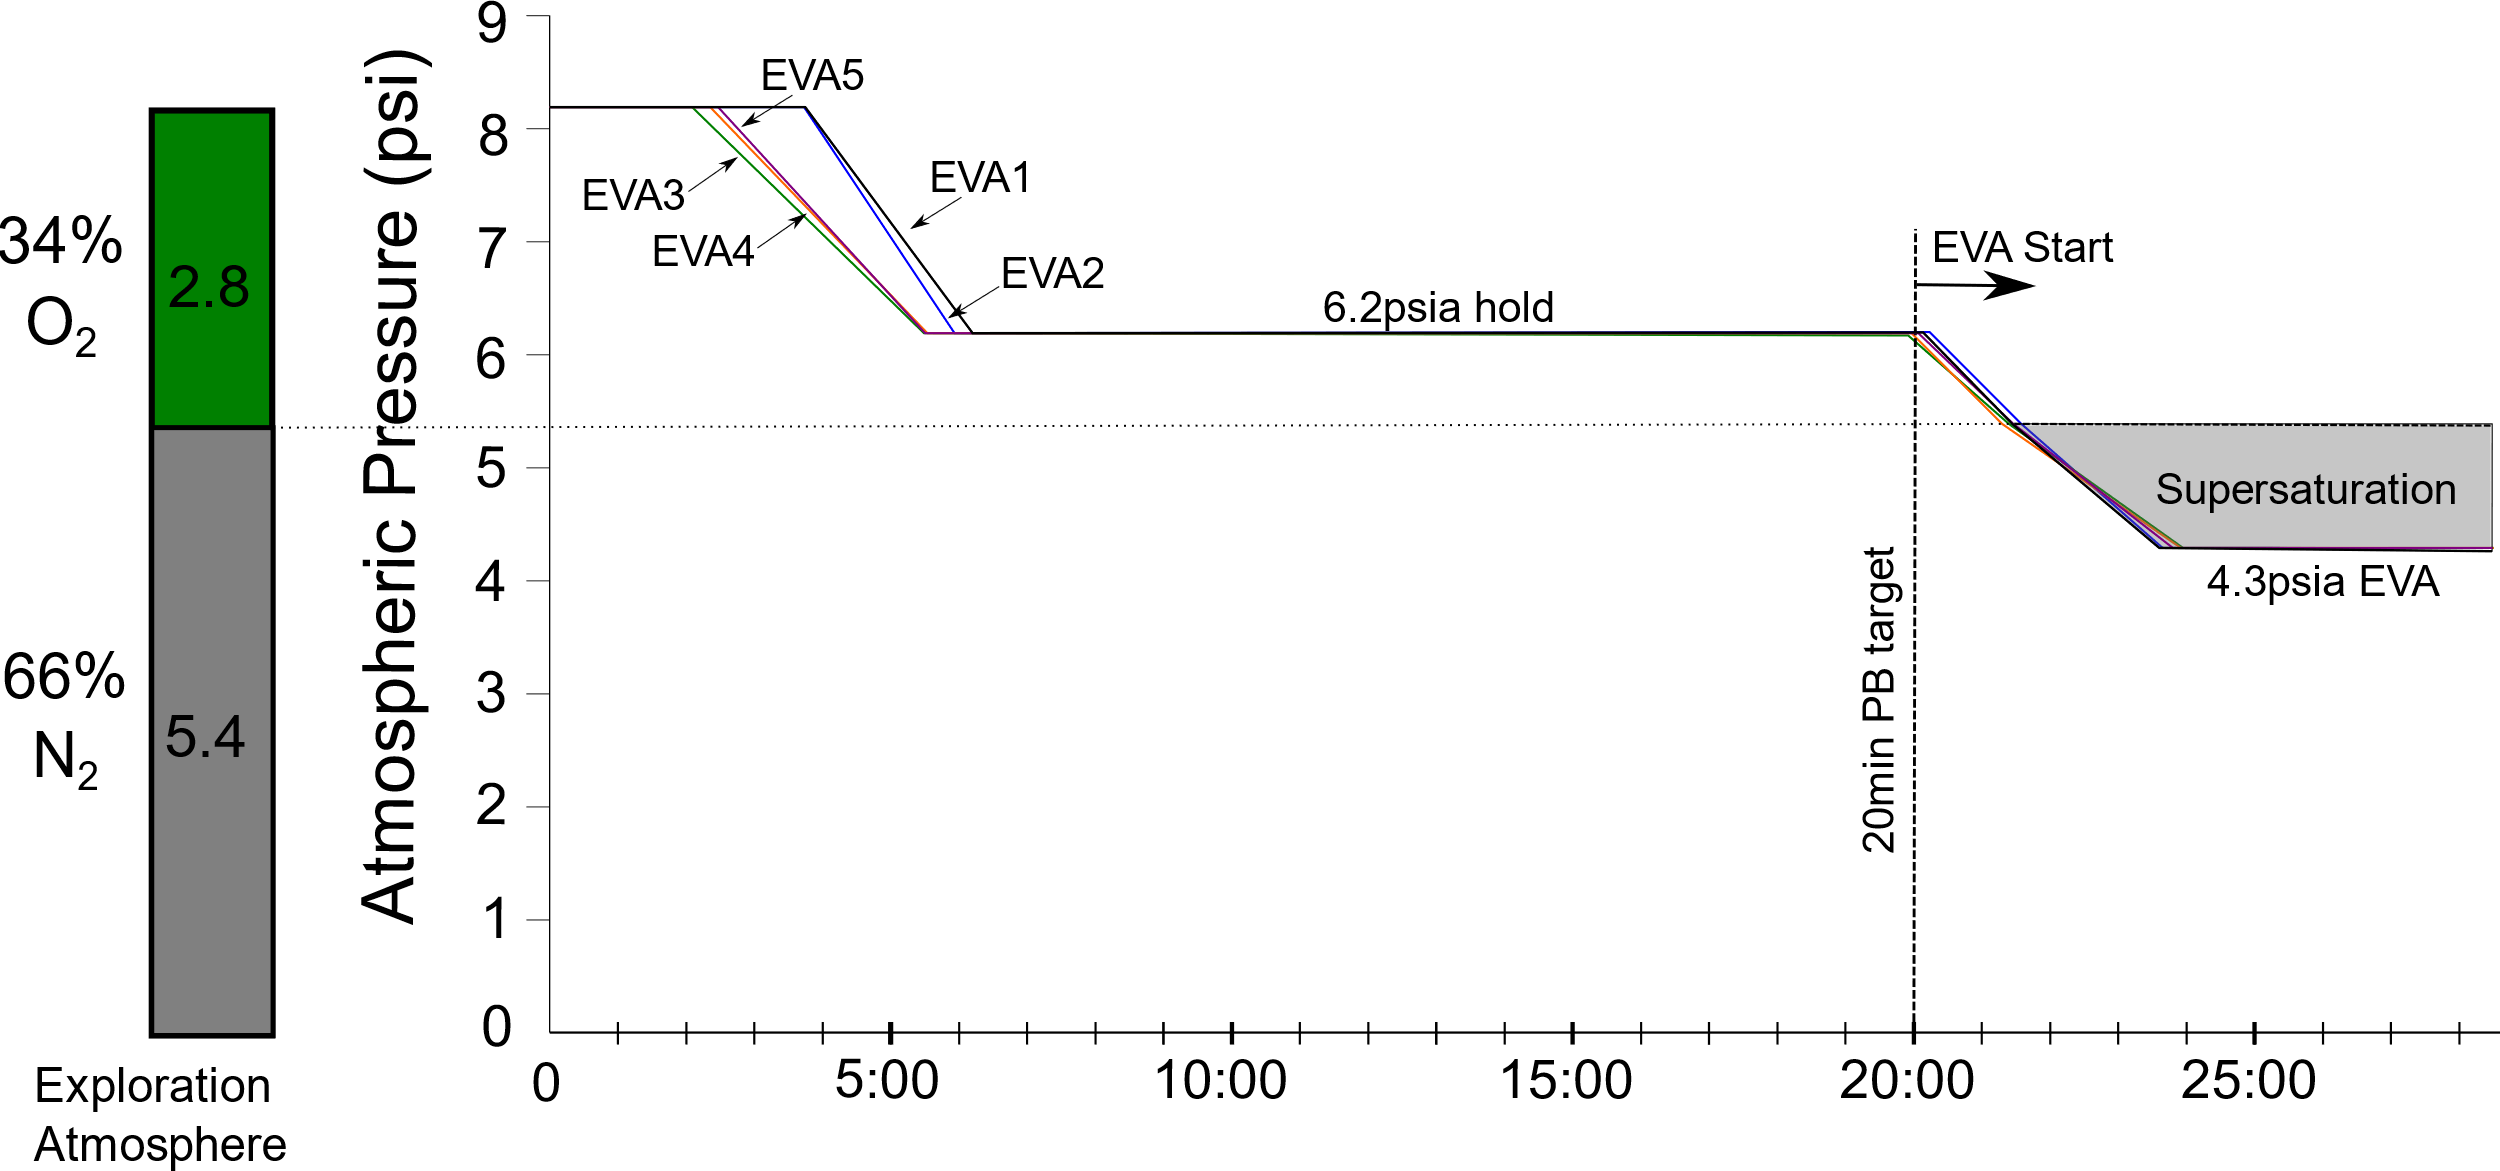 34%
O2
2.8
66%
N2
5.4
Exploration
Atmosphere
Atmospheric Pressure (psi)
9
8
7
6
5
4
3
2
1
0
EVA5
EVA3
EVA4
EVA1
EVA2
6.2psia hold
EVA Start
20min PB target
Supersaturation
4.3psia EVA
0
5:00
10:00
15:00
20:00
25:00